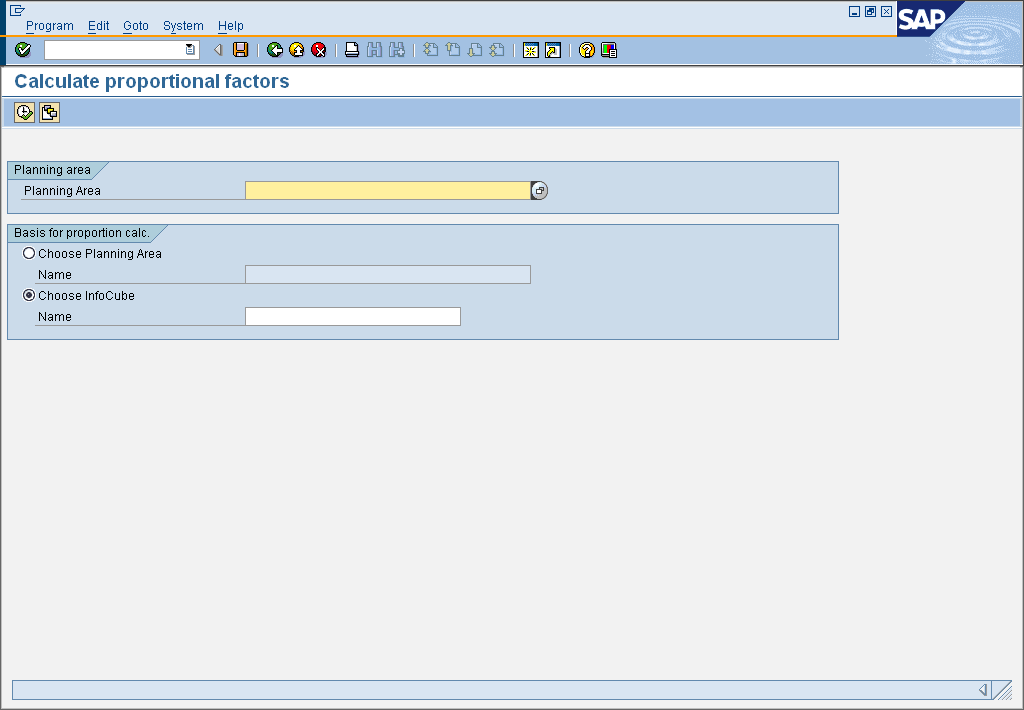 Program Edit Goto System Help
SAP
Calculate proportional factors
Planning area
Planning Area
Basis for proportion calc.
Choose Planning Area
Name
Choose InfoCube
Name